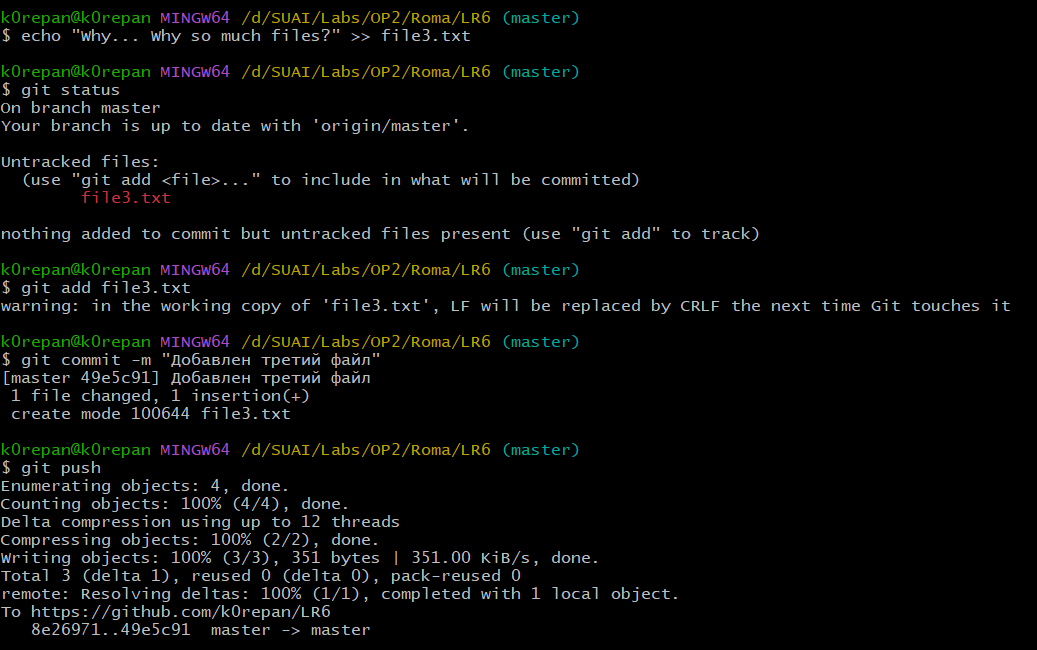 k0repan@k0repan MINGW64 /d/SUAI/Labs/OP2/Roma/LR6 (master)
$ echo "Why... Why so much files?" >> file3.txt
k0repan@k0repan MINGW64 /d/SUAI/Labs/OP2/Roma/LR6 (master)
$ git status
On branch master
Your branch is up to date with 'origin/master'.
Untracked files:
  (use "git add <file>..." to include in what will be committed)
        file3.txt
nothing added to commit but untracked files present (use "git add" to track)
k0repan@k0repan MINGW64 /d/SUAI/Labs/OP2/Roma/LR6 (master)
$ git add file3.txt
warning: in the working copy of 'file3.txt', LF will be replaced by CRLF the next time Git touches it
k0repan@k0repan MINGW64 /d/SUAI/Labs/OP2/Roma/LR6 (master)
$ git commit -m "Добавлен третий файл"
[master 49e5c91] Добавлен третий файл
 1 file changed, 1 insertion(+)
 create mode 100644 file3.txt
k0repan@k0repan MINGW64 /d/SUAI/Labs/OP2/Roma/LR6 (master)
$ git push
Enumerating objects: 4, done.
Counting objects: 100% (4/4), done.
Delta compression using up to 12 threads
Compressing objects: 100% (2/2), done.
Writing objects: 100% (3/3), 351 bytes | 351.00 KiB/s, done.
Total 3 (delta 1), reused 0 (delta 0), pack-reused 0
remote: Resolving deltas: 100% (1/1), completed with 1 local object.
To https://github.com/k0repan/LR6
   8e26971..49e5c91  master -> master